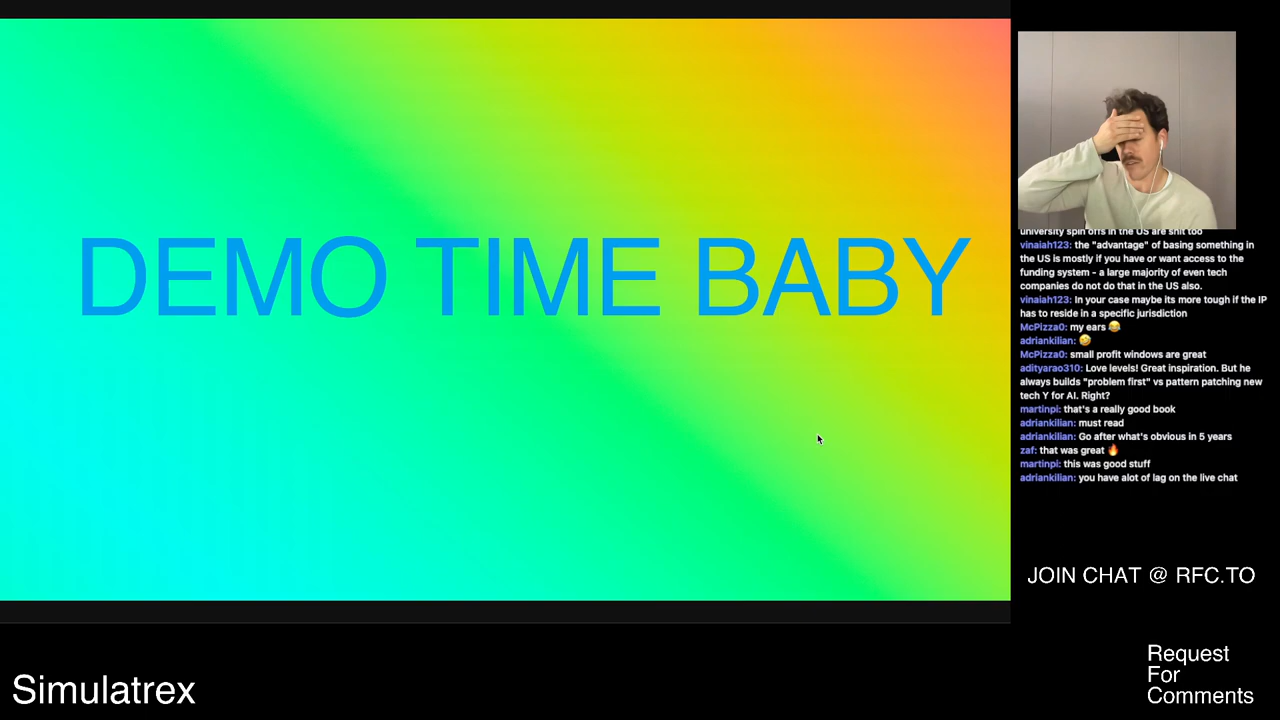 DEMO TIME BABY
university spin offs in the US are shit too
vinaiah123: the "advantage" of basing something in
the US is mostly if you have or want access to the
funding system - a large majority of even tech
companies do not do that in the US also.
vinaiah123: In your case maybe its more tough if the IP
has to reside in a specific jurisdiction
McPizza0: my ears 😂
adriankilian: 🤣
McPizza0: small profit windows are great
adityarao310: Love levels! Great inspiration. But he
always builds "problem first" vs pattern patching new
tech Y for AI. Right?
martinpi: that's a really good book
adriankilian: must read
adriankilian: Go after what's obvious in 5 years
zaf: that was great 🔥
martinpi: this was good stuff
adriankilian: you have alot of lag on the live chat
JOIN CHAT @ RFC.TO
Simulatrex
Request
For
Comments